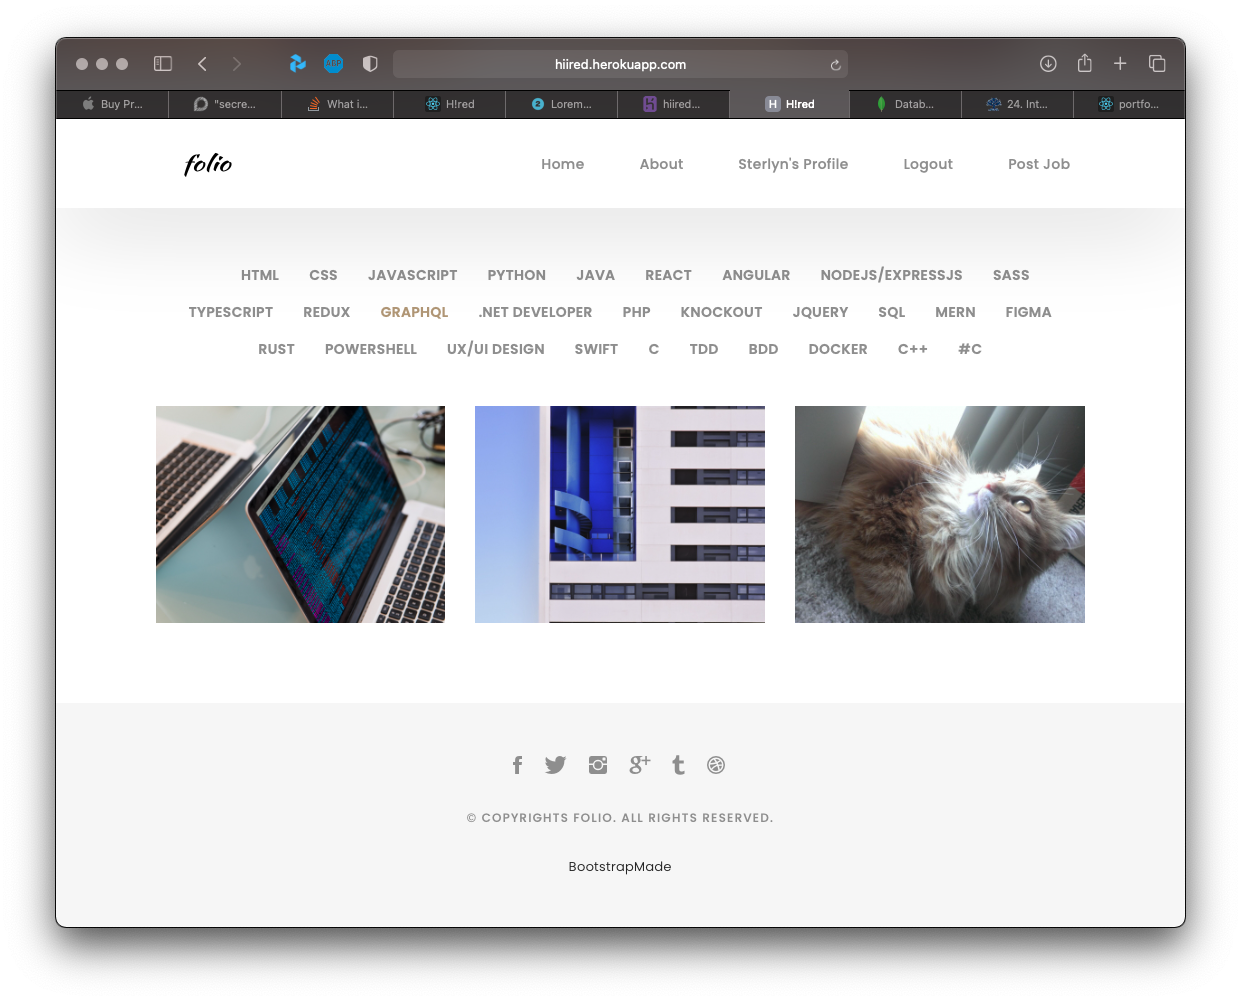 hiired.herokuapp.com
Buy Pr... "secre... What i... H!red Lorem... hiired... H H!red Datab... 24. Int... portfo...
folio Home About Sterlyn's Profile Logout Post Job
HTML CSS JAVASCRIPT PYTHON JAVA REACT ANGULAR NODEJS/EXPRESSJS SASS
TYPESCRIPT REDUX GRAPHQL .NET DEVELOPER PHP KNOCKOUT JQUERY SQL MERN FIGMA
RUST POWERSHELL UX/UI DESIGN SWIFT C TDD BDD DOCKER C++ #C
© COPYRIGHTS FOLIO. ALL RIGHTS RESERVED.
BootstrapMade